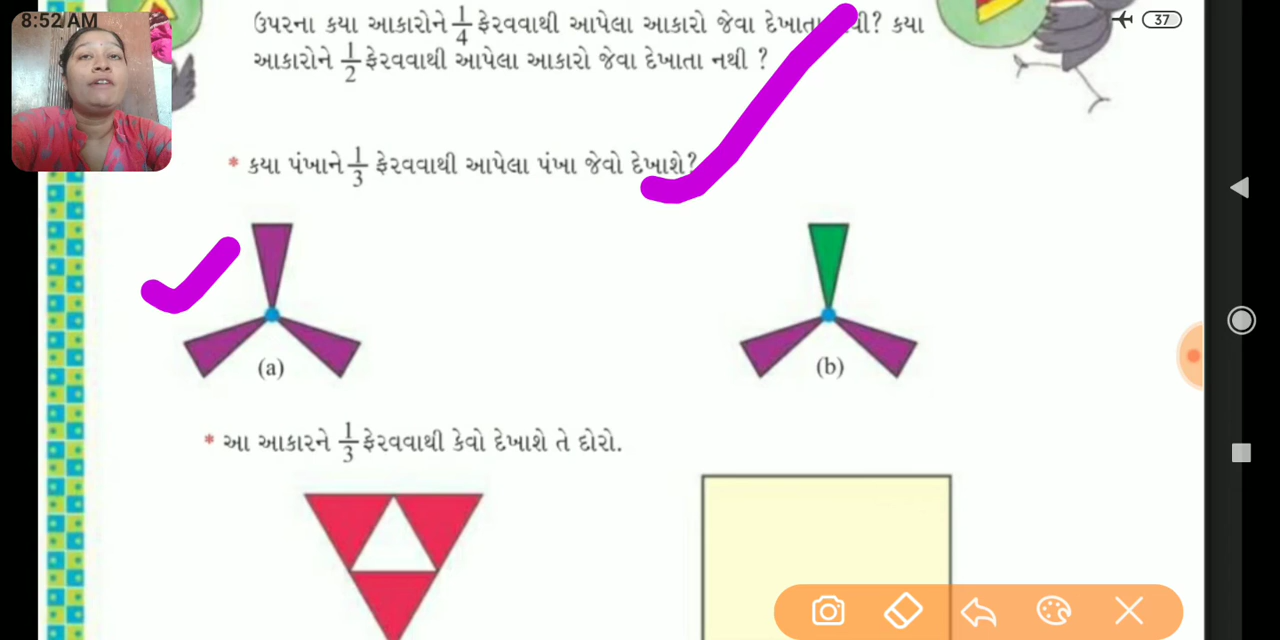 8:52 AM
37
ઉપરના કયા આકારોને 1/4 ફેરવવાથી આપેલા આકારો જેવા દેખાતા કયા
આકારોને 1/2 ફેરવવાથી આપેલા આકારો જેવા દેખાતા નથી ?
* કયા પંખાને 1/3 ફેરવવાથી આપેલા પંખા જેવો દેખાશે?
(a)
(b)
* આ આકારને 1/3 ફેરવવાથી કેવો દેખાશે તે દોરો.